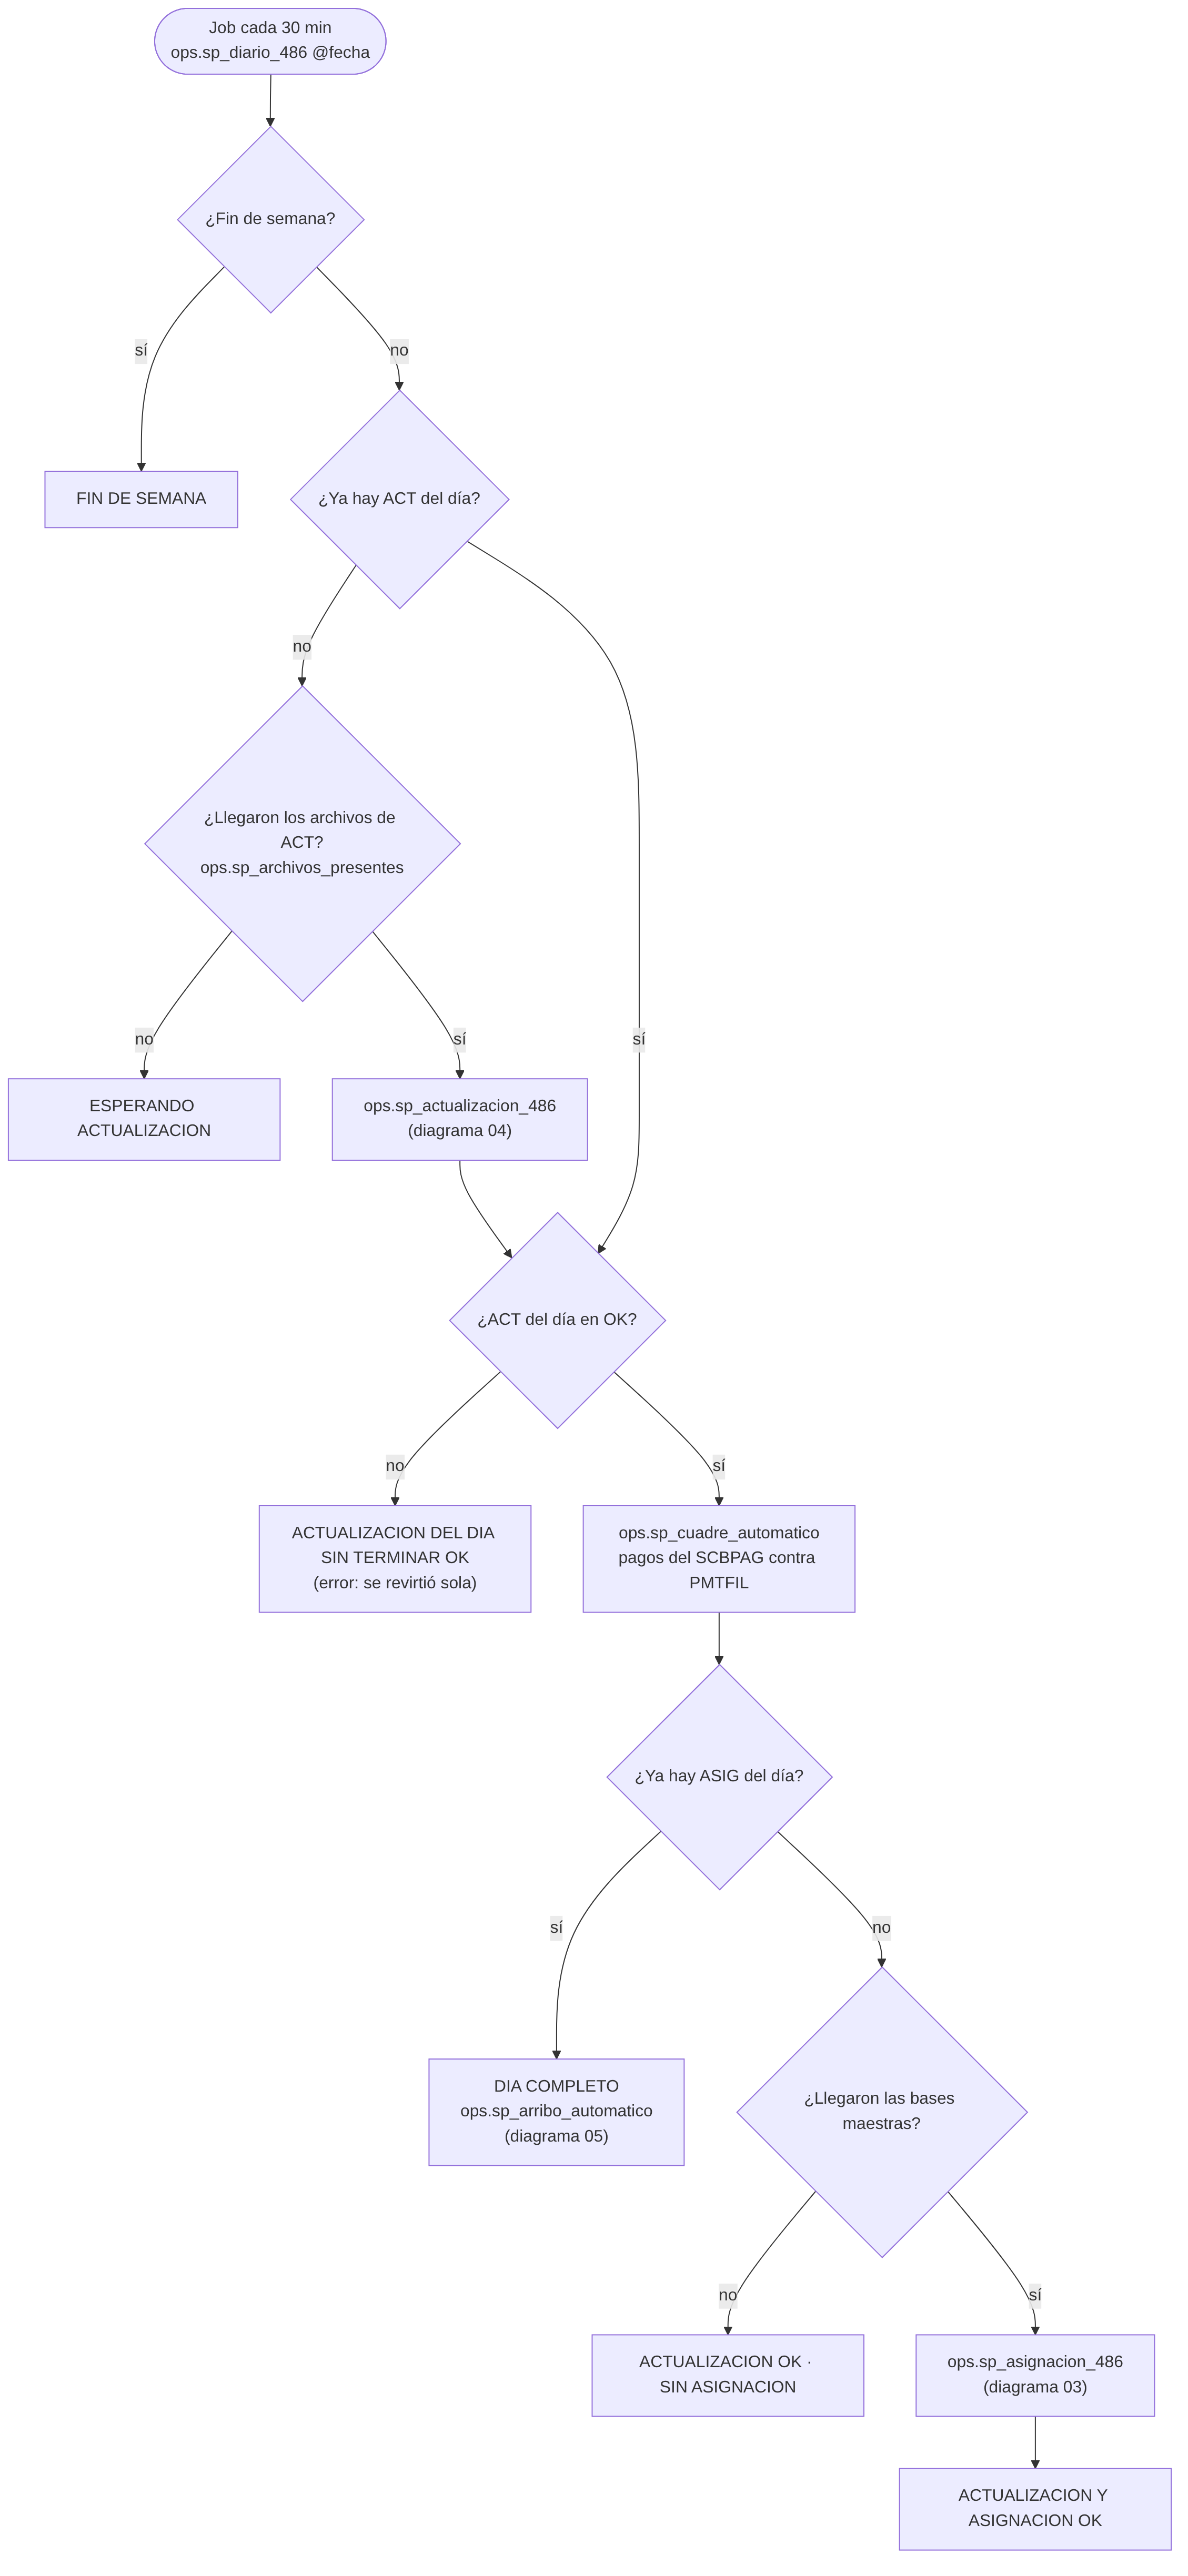 Job cada 30 min
ops.sp_diario_486 @fecha
¿Fin de semana?
sí
no
FIN DE SEMANA
¿Ya hay ACT del día?
no
¿Llegaron los archivos de
ACT?
ops.sp_archivos_presentes
no
sí
sí
ESPERANDO
ACTUALIZACION
ops.sp_actualizacion_486
(diagrama 04)
¿ACT del día en OK?
no
sí
ACTUALIZACION DEL DIA
SIN TERMINAR OK
(error: se revirtió sola)
ops.sp_cuadre_automatico
pagos del SCBPAG contra
PMTFIL
¿Ya hay ASIG del día?
sí
no
DIA COMPLETO
ops.sp_arribo_automatico
(diagrama 05)
¿Llegaron las bases
maestras?
no
sí
ACTUALIZACION OK ·
SIN ASIGNACION
ops.sp_asignacion_486
(diagrama 03)
ACTUALIZACION Y
ASIGNACION OK